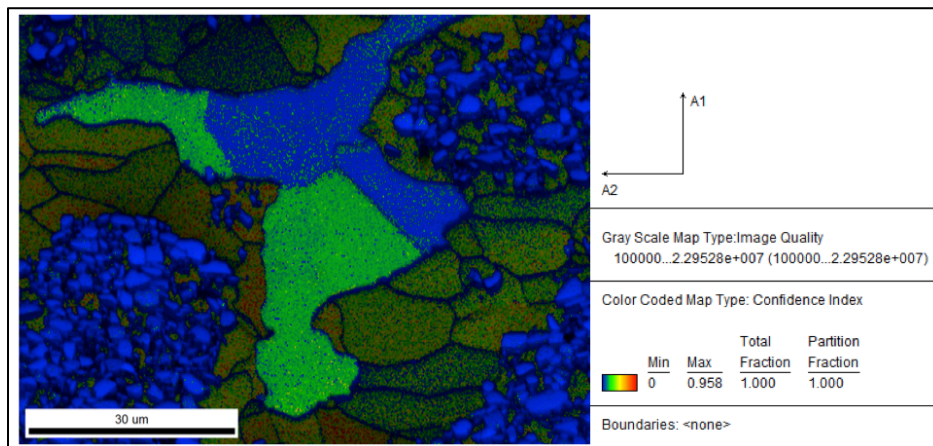 30 um
A1
A2
Gray Scale Map Type:Image Quality
100000...2.29528e+007 (100000...2.29528e+007)
Color Coded Map Type: Confidence Index
Total Partition
Min Max Fraction Fraction
0 0.958 1.000 1.000
Boundaries: <none>